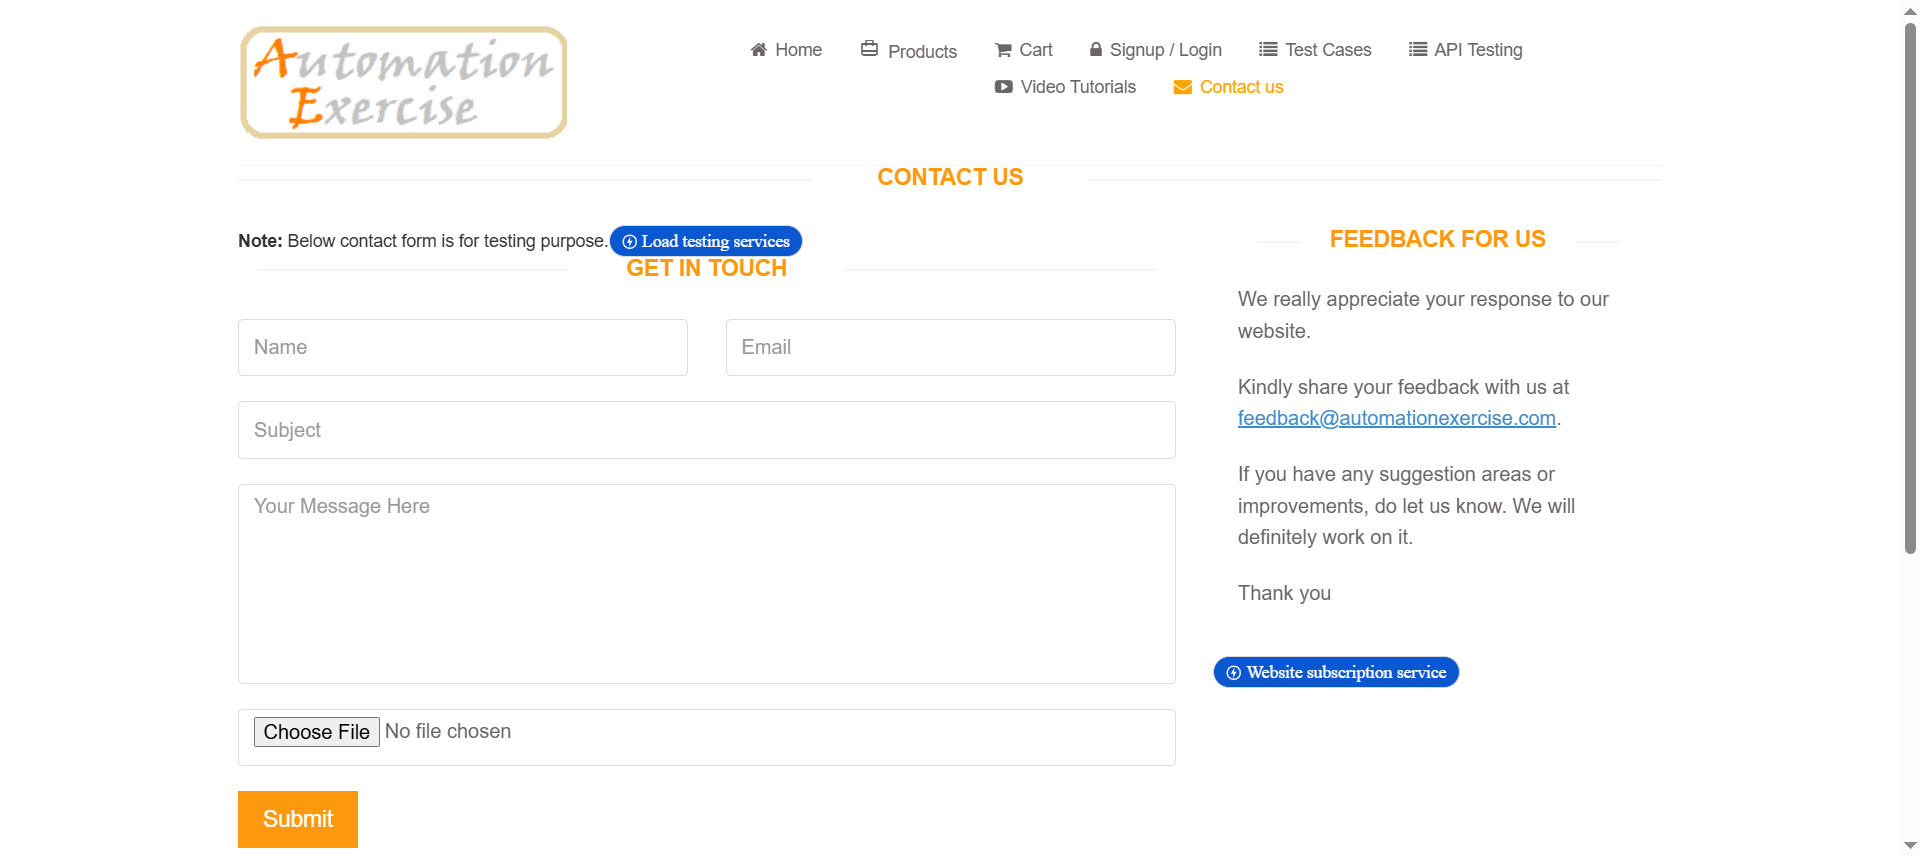 Automation
Exercise
Home
Products
Cart
Signup / Login
Test Cases
API Testing
Video Tutorials
Contact us
CONTACT US
Note: Below contact form is for testing purpose.
Load testing services
GET IN TOUCH
Name
Email
Subject
Your Message Here
Choose File No file chosen
Submit
FEEDBACK FOR US
We really appreciate your response to our
website.
Kindly share your feedback with us at
feedback@automationexercise.com.
If you have any suggestion areas or
improvements, do let us know. We will
definitely work on it.
Thank you
Website subscription service